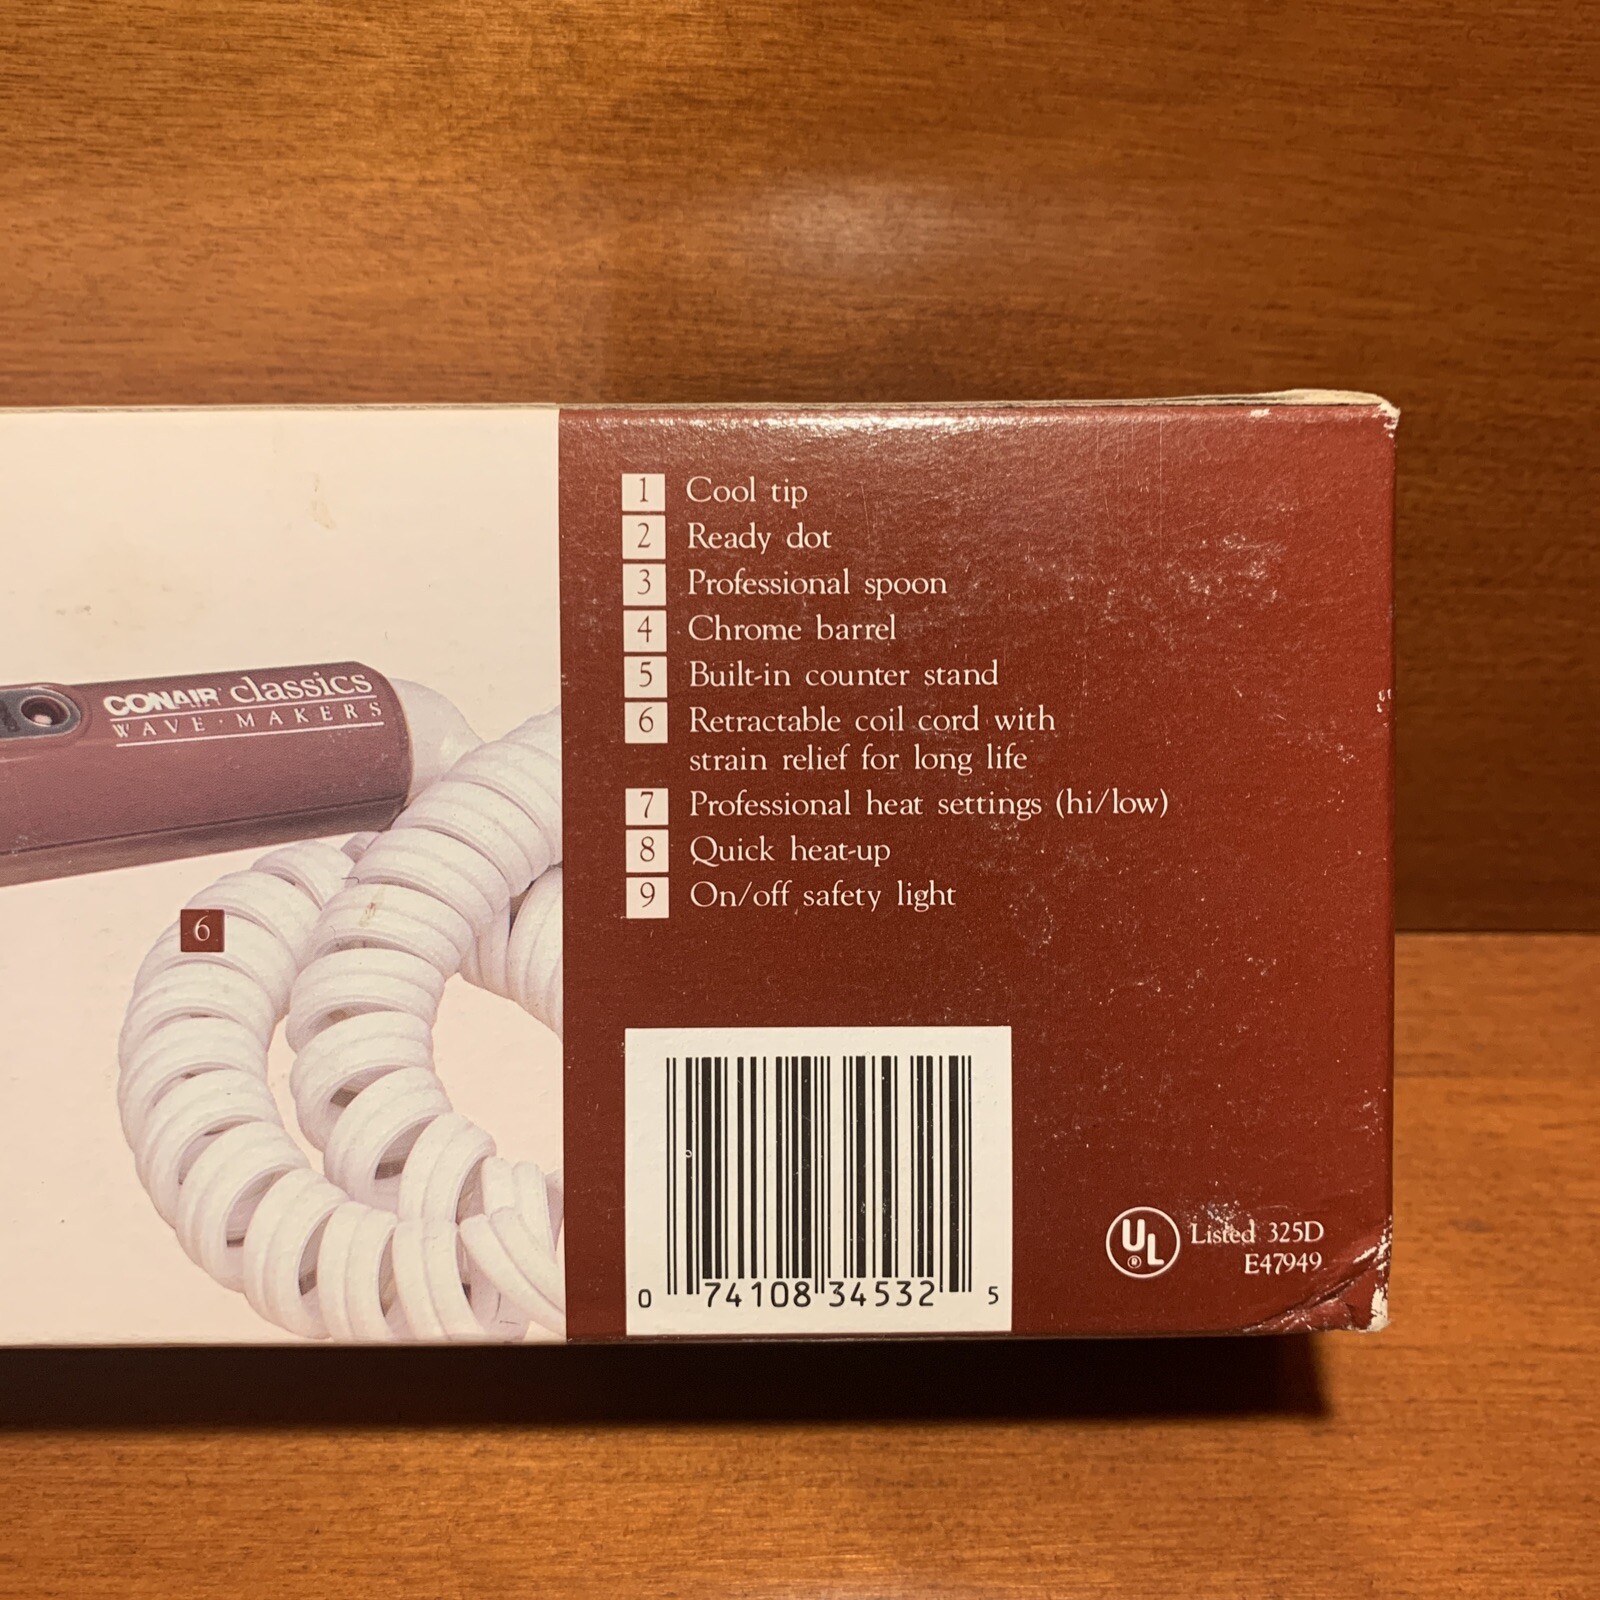 CONAIR classics
WAVE · MAKERS
6
1 Cool tip
2 Ready dot
3 Professional spoon
4 Chrome barrel
5 Built-in counter stand
6 Retractable coil cord with
strain relief for long life
7 Professional heat settings (hi/low)
8 Quick heat-up
9 On/off safety light
0 74108 34532 5
UL ® Listed 325D
E47949